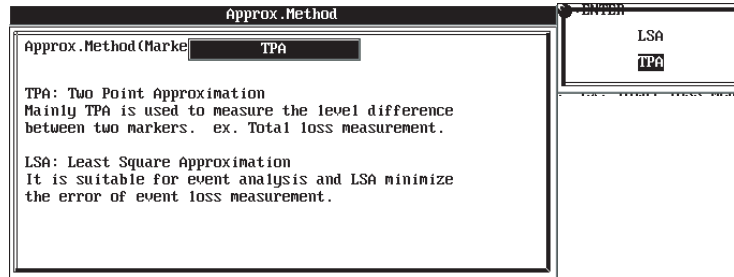 Approx.Method
Approx.Method(Marke TPA
TPA: Two Point Approximation
Mainly TPA is used to measure the level difference
between two markers. ex. Total loss measurement.
LSA: Least Square Approximation
It is suitable for event analysis and LSA minimize
the error of event loss measurement.
ENTER
LSA
TPA